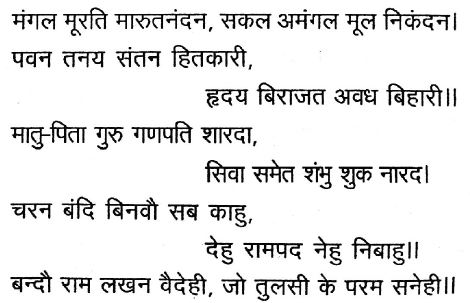 मंगल मूरति मारुतनंदन, सकल अमंगल मूल निकंदन।
पवन तनय संतन हितकारी,
हृदय बिराजत अवध बिहारी॥
मातु-पिता गुरु गणपति शारदा,
सिवा समेत शंभु शुक नारद।
चरन बंदि बिनवौ सब काहु,
देहु रामपद नेहु निबाहु॥
बन्दौ राम लखन वैदेही, जो तुलसी के परम सनेही॥